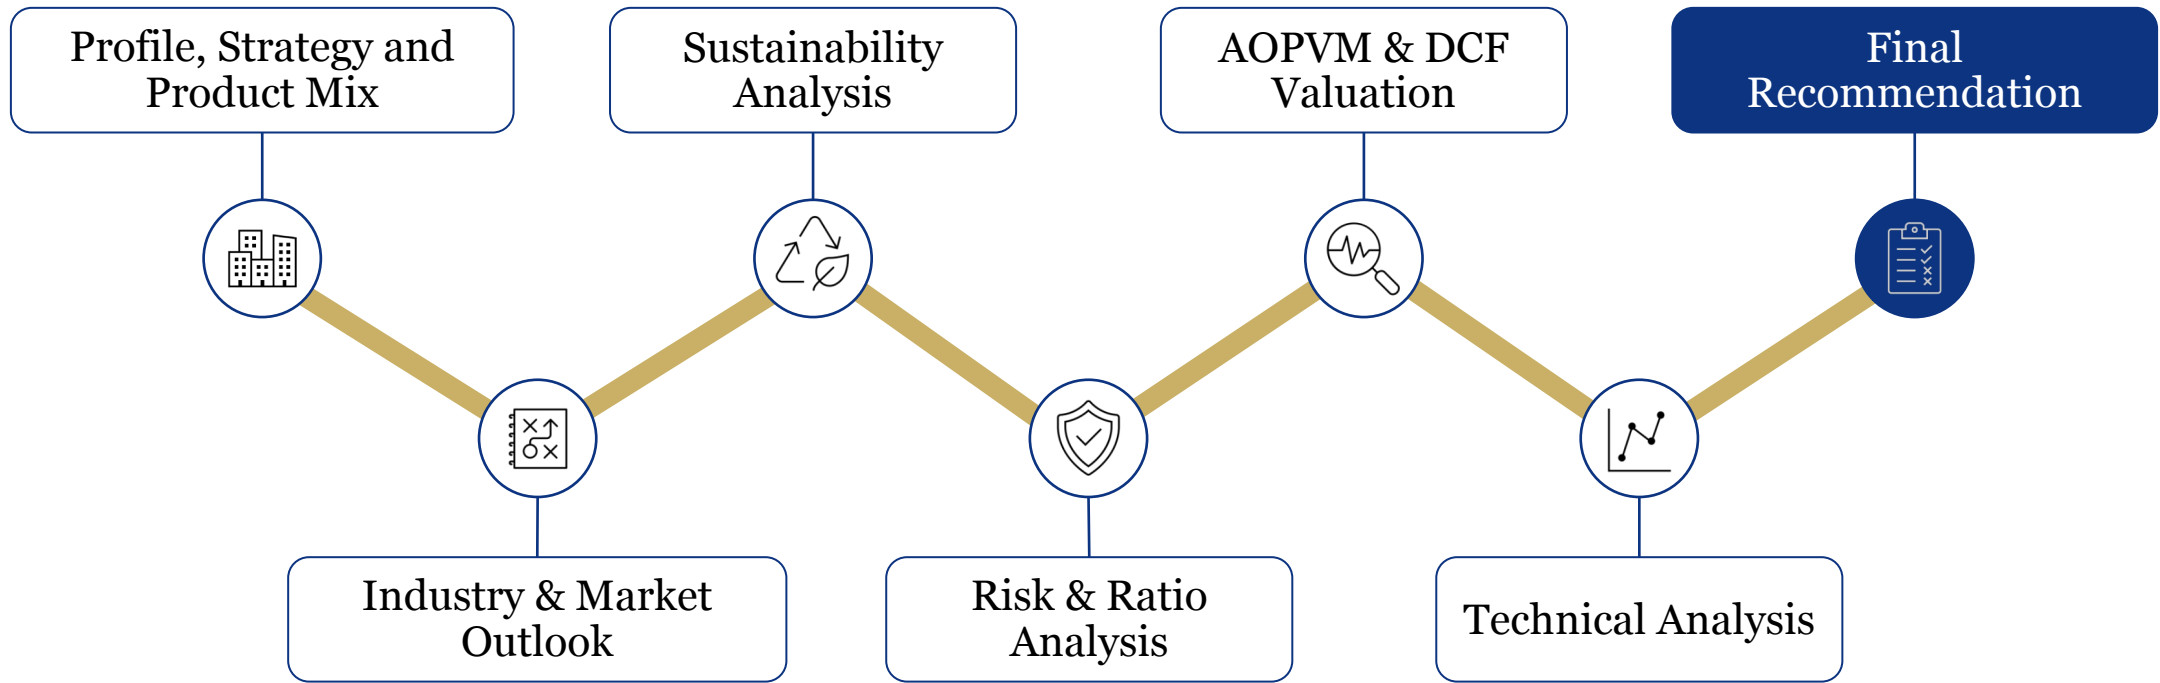 Profile, Strategy and
Product Mix
Sustainability
Analysis
AOPVM & DCF
Valuation
Final
Recommendation
Industry & Market
Outlook
Risk & Ratio
Analysis
Technical Analysis